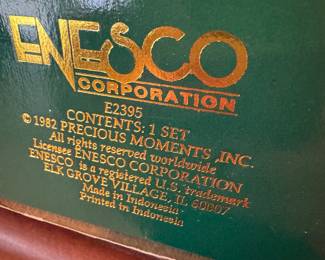 ENESCO
CORPORATION
E2395
CONTENTS: 1 SET
© 1982 PRECIOUS MOMENTS, INC.
All rights reserved worldwide
Licensee ENESCO CORPORATION
ENESCO is a registered U.S. trademark
ELK GROVE VILLAGE, IL 60007
Made in Indonesia
Printed in Indonesia